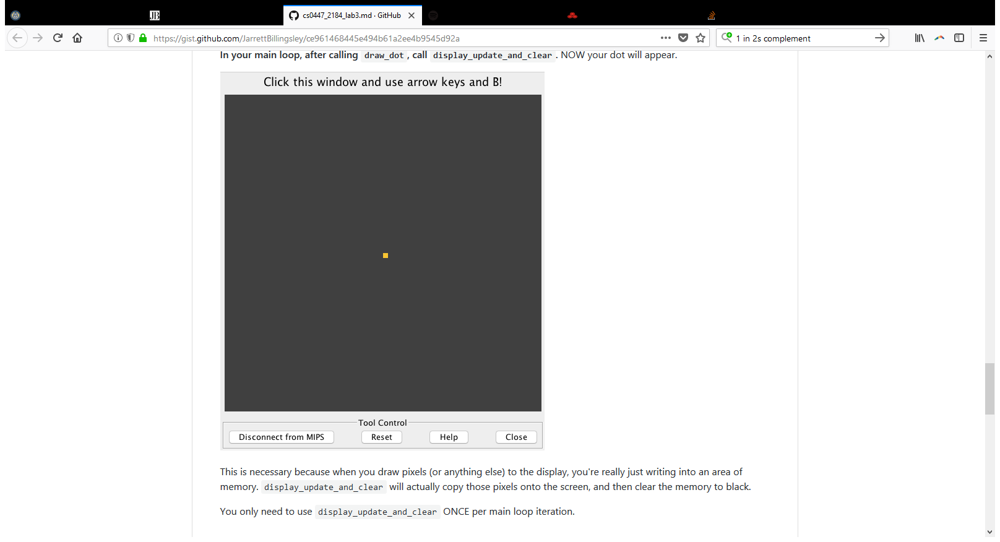 JB
cs0447_2184_lab3.md · GitHub
https://gist.github.com/JarrettBillingsley/ce961468445e494b61a2ee4b9545d92a
1 in 2s complement
In your main loop, after calling draw_dot, call display_update_and_clear. NOW your dot will appear.
Click this window and use arrow keys and B!
Tool Control
Disconnect from MIPS Reset Help Close
This is necessary because when you draw pixels (or anything else) to the display, you're really just writing into an area of
memory. display_update_and_clear will actually copy those pixels onto the screen, and then clear the memory to black.
You only need to use display_update_and_clear ONCE per main loop iteration.